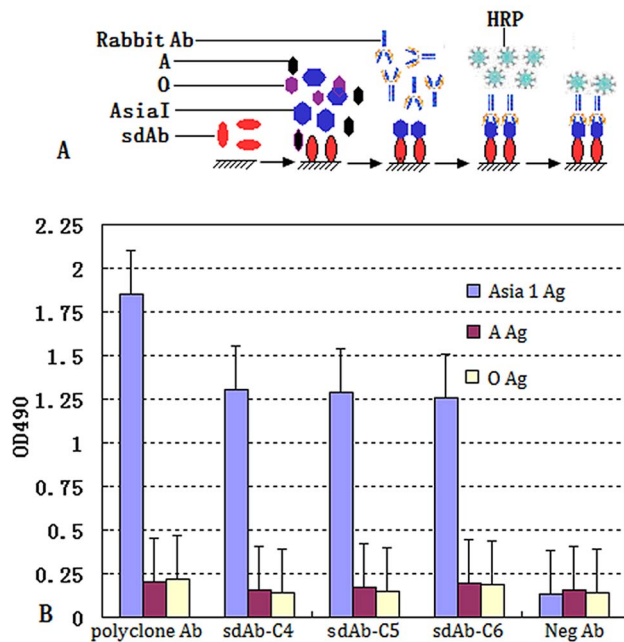 HRP
Rabbit Ab
A
O
AsiaI
sdAb
A
2.25
2
1.75
1.5
1.25
1
0.75
0.5
0.25
0
OD490
Asia 1 Ag
A Ag
O Ag
B
polyclone Ab sdAb-C4 sdAb-C5 sdAb-C6 Neg Ab